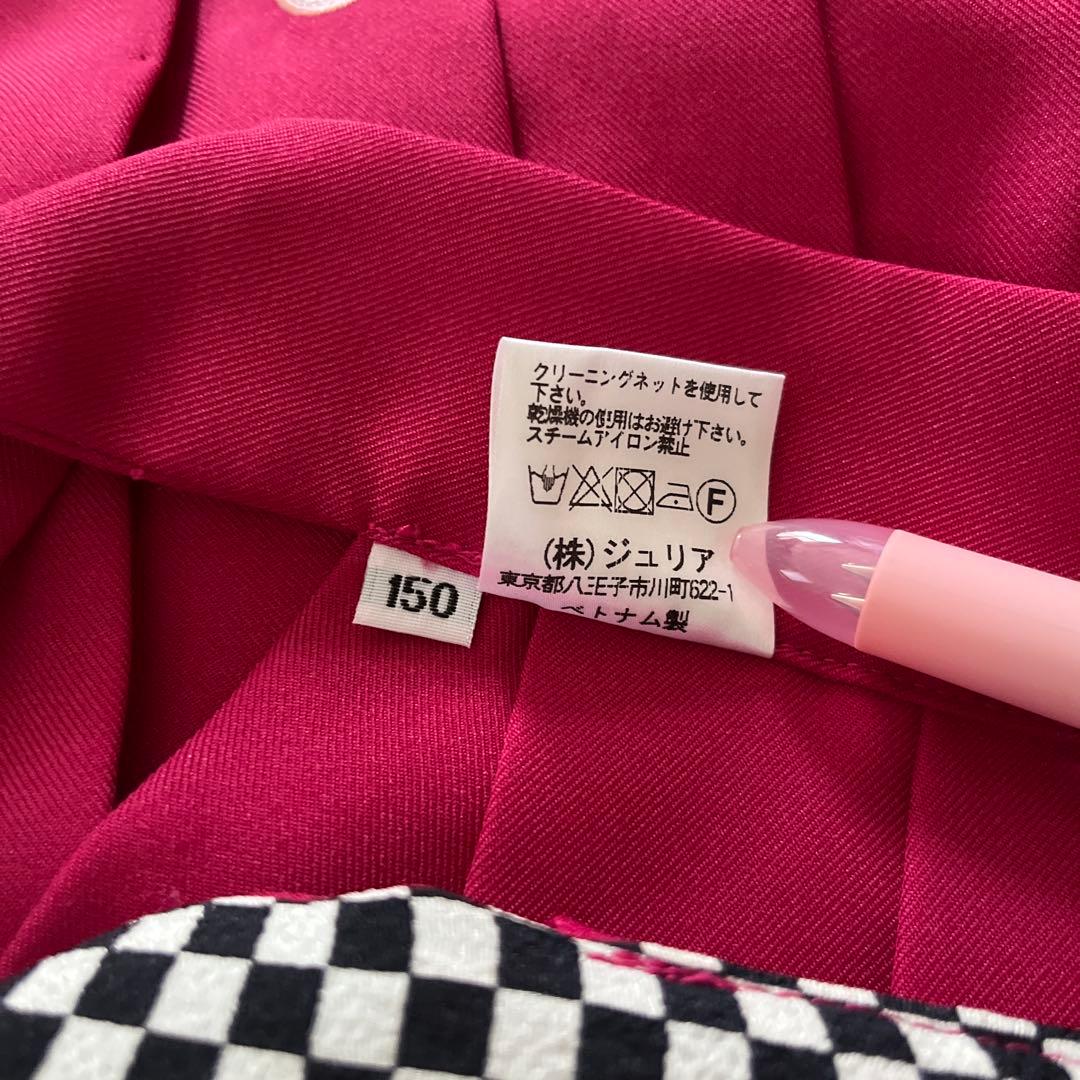 クリーニングネットを使用して
下さい。
乾燥機の使用はお避け下さい。
スチームアイロン禁止
F
(株)ジュリア
東京都八王子市川町622-1
ベトナム製
150